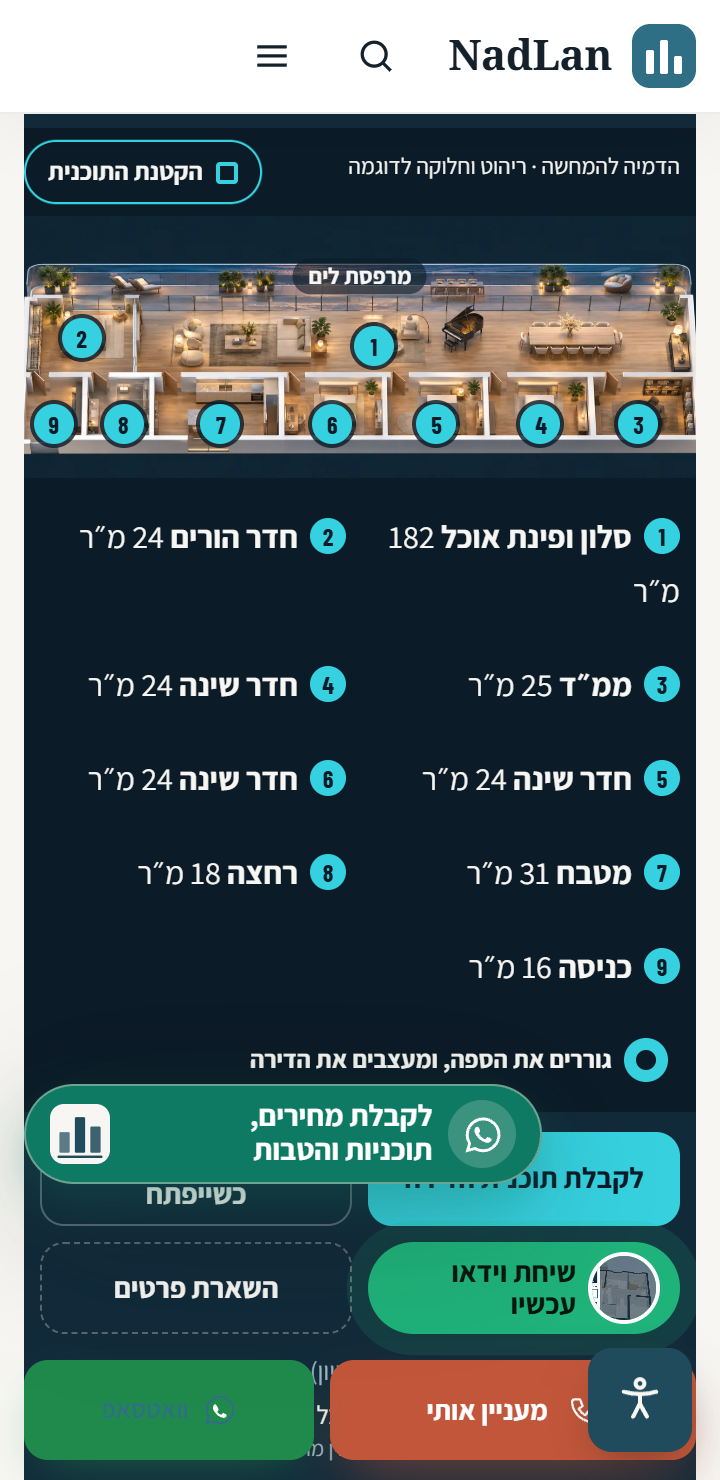 NadLan
הדמיה להמחשה · ריהוט וחלוקה לדוגמה
הקטנת התוכנית
מרפסת לים
2
1
9
8
7
6
5
4
3
1 סלון ופינת אוכל 182 מ״ר
2 חדר הורים 24 מ״ר
3 ממ״ד 25 מ״ר
4 חדר שינה 24 מ״ר
5 חדר שינה 24 מ״ר
6 חדר שינה 24 מ״ר
7 מטבח 31 מ״ר
8 רחצה 18 מ״ר
9 כניסה 16 מ״ר
גוררים את הספה, ומעצבים את הדירה
לקבלת מחירים,
תוכניות והטבות
לקבלת
כשייפתח
שיחת וידאו
עכשיו
השארת פרטים
מעניין אותי
וואטסאפ